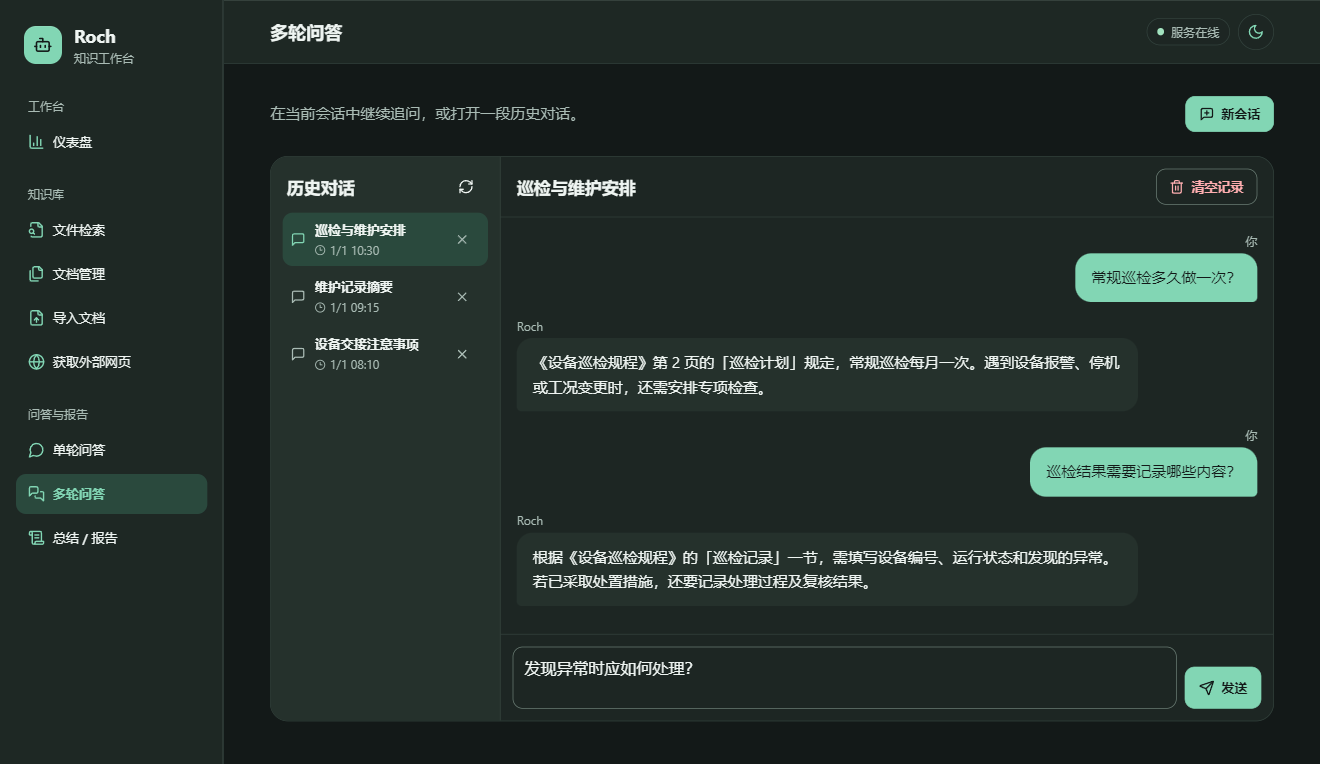 Roch
知识工作台
工作台
仪表盘
知识库
文件检索
文档管理
导入文档
获取外部网页
问答与报告
单轮问答
多轮问答
总结 / 报告
多轮问答
服务在线
在当前会话中继续追问，或打开一段历史对话。
新会话
历史对话
巡检与维护安排
1/1 10:30
维护记录摘要
1/1 09:15
设备交接注意事项
1/1 08:10
巡检与维护安排
清空记录
你
常规巡检多久做一次？
Roch
《设备巡检规程》第 2 页的「巡检计划」规定，常规巡检每月一次。遇到设备报警、停机
或工况变更时，还需安排专项检查。
你
巡检结果需要记录哪些内容？
Roch
根据《设备巡检规程》的「巡检记录」一节，需填写设备编号、运行状态和发现的异常。
若已采取处置措施，还要记录处理过程及复核结果。
发现异常时应如何处理？
发送